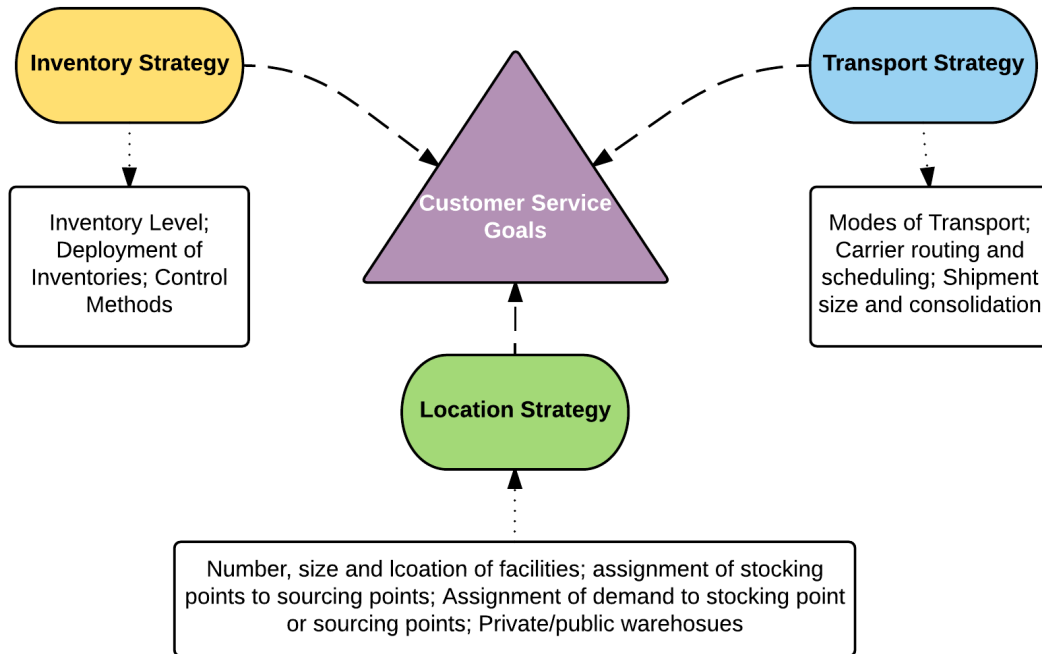 Inventory Strategy
Transport Strategy
Inventory Level;
Deployment of
Inventories; Control
Methods
Customer Service
Goals
Modes of Transport;
Carrier routing and
scheduling; Shipment
size and consolidation
Location Strategy
Number, size and lcoation of facilities; assignment of stocking
points to sourcing points; Assignment of demand to stocking point
or sourcing points; Private/public warehosues